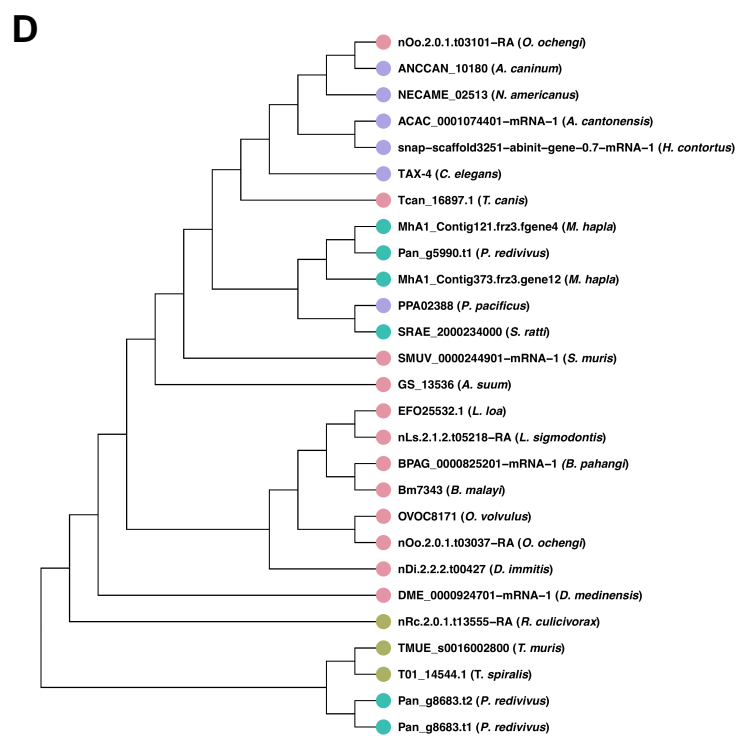 D
nOo.2.0.1.t03101−RA (O. ochengi)
ANCCAN_10180 (A. caninum)
NECAME_02513 (N. americanus)
ACAC_0001074401−mRNA−1 (A. cantonensis)
snap−scaffold3251−abinit−gene−0.7−mRNA−1 (H. contortus)
TAX-4 (C. elegans)
Tcan_16897.1 (T. canis)
MhA1_Contig121.frz3.fgene4 (M. hapla)
Pan_g5990.t1 (P. redivivus)
MhA1_Contig373.frz3.gene12 (M. hapla)
PPA02388 (P. pacificus)
SRAE_2000234000 (S. ratti)
SMUV_0000244901−mRNA−1 (S. muris)
GS_13536 (A. suum)
EFO25532.1 (L. loa)
nLs.2.1.2.t05218−RA (L. sigmodontis)
BPAG_0000825201−mRNA−1 (B. pahangi)
Bm7343 (B. malayi)
OVOC8171 (O. volvulus)
nOo.2.0.1.t03037−RA (O. ochengi)
nDi.2.2.2.t00427 (D. immitis)
DME_0000924701−mRNA−1 (D. medinensis)
nRc.2.0.1.t13555−RA (R. culicivorax)
TMUE_s0016002800 (T. muris)
T01_14544.1 (T. spiralis)
Pan_g8683.t2 (P. redivivus)
Pan_g8683.t1 (P. redivivus)